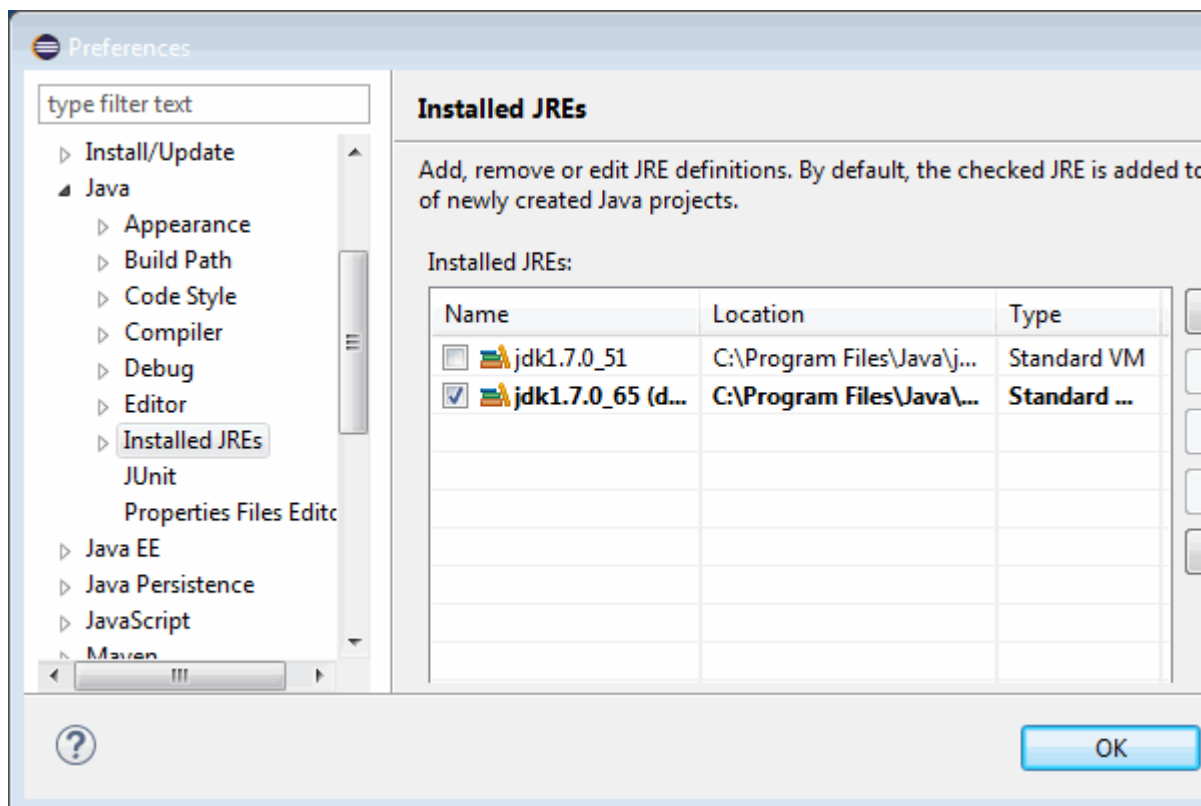 Preferences
type filter text
Install/Update
Java
Appearance
Build Path
Code Style
Compiler
Debug
Editor
Installed JREs
JUnit
Properties Files Edito
Java EE
Java Persistence
JavaScript
Maven
Installed JREs
Add, remove or edit JRE definitions. By default, the checked JRE is added to
of newly created Java projects.
Installed JREs:
Name Location Type
jdk1.7.0_51 C:\Program Files\Java\j... Standard VM
jdk1.7.0_65 (d... C:\Program Files\Java\... Standard ...
?
OK